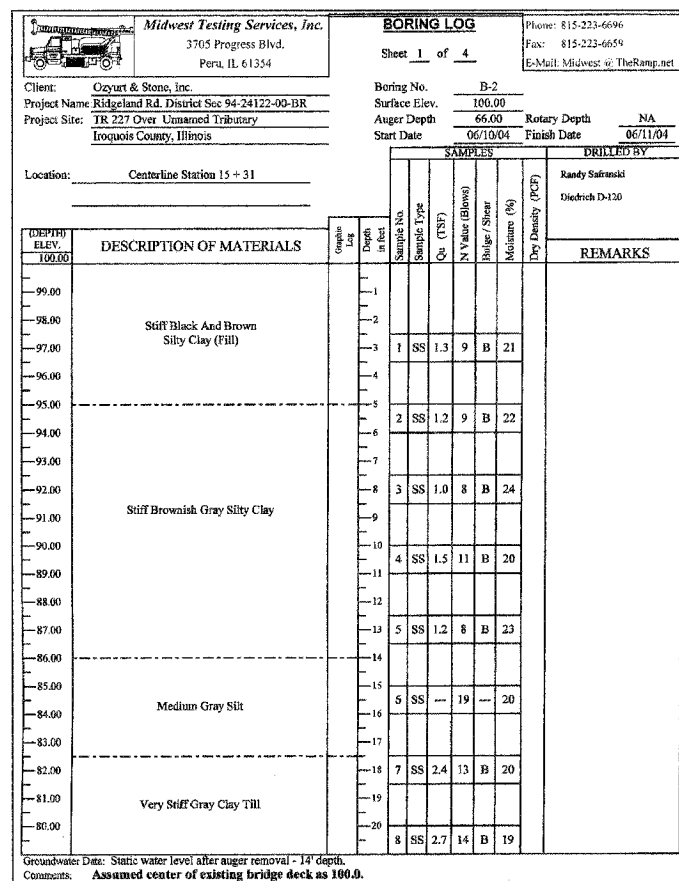 Midwest Testing Services, Inc.
3705 Progress Blvd.
Peru, IL 61354
BORING LOG
Sheet 1 of 4
Phone: 815-223-6696
Fax: 815-223-6659
E-Mail: Midwest @ TheRamp.net
Client: Ozyurt & Stone, Inc.
Project Name: Ridgeland Rd. District Sec 94-24122-00-BR
Project Site: TR 227 Over Unnamed Tributary
Iroquois County, Illinois
Boring No. B-2
Surface Elev. 100.00
Auger Depth 66.00 Rotary Depth NA
Start Date 06/10/04 Finish Date 06/11/04
Location: Centerline Station 15 + 31
SAMPLES
DRILLED BY
Randy Safranski
Diedrich D-120
(DEPTH) ELEV. 100.00
DESCRIPTION OF MATERIALS
Graphic Log
Depth in feet
Sample No.
Sample Type
Qu (TSF)
N Value (Blows)
Bulge / Shear
Moisture (%)
Dry Density (PCF)
REMARKS
99.00 1
98.00 2
Stiff Black And Brown
Silty Clay (Fill)
97.00 3 1 SS 1.3 9 B 21
96.00 4
95.00 5
2 SS 1.2 9 B 22
94.00 6
93.00 7
92.00 8 3 SS 1.0 8 B 24
Stiff Brownish Gray Silty Clay
91.00 9
90.00 10
4 SS 1.5 11 B 20
89.00 11
88.00 12
87.00 13 5 SS 1.2 8 B 23
86.00 14
85.00 15
Medium Gray Silt
6 SS --- 19 --- 20
84.00 16
83.00 17
82.00 18 7 SS 2.4 13 B 20
81.00 19
Very Stiff Gray Clay Till
80.00 20
8 SS 2.7 14 B 19
Groundwater Data: Static water level after auger removal - 14' depth.
Comments: Assumed center of existing bridge deck as 100.0.